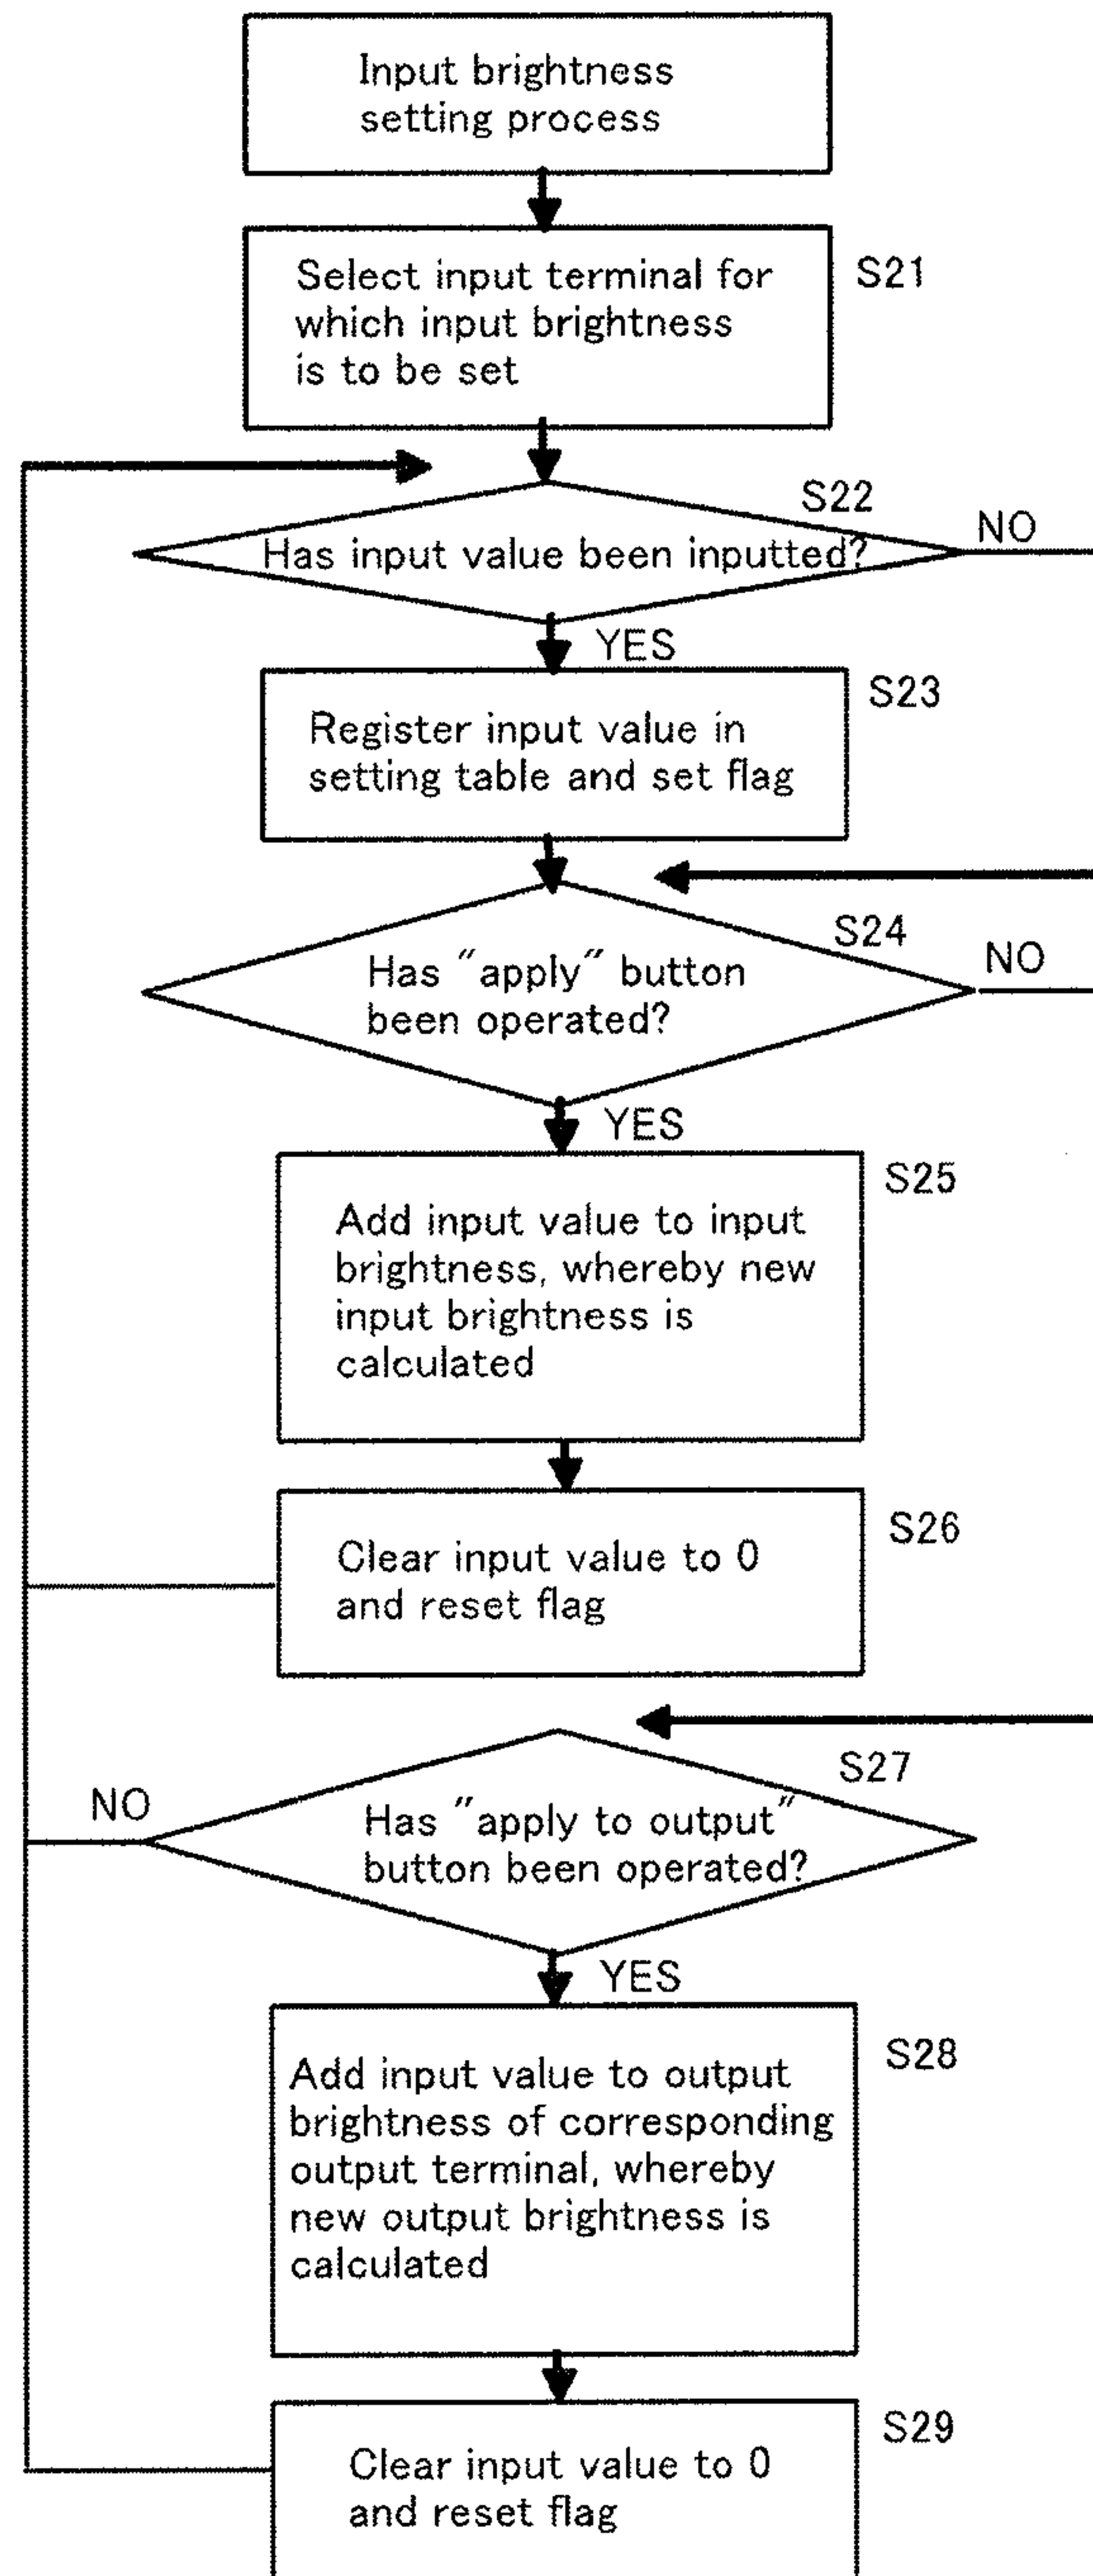 Input brightness
setting process
Select input terminal for
which input brightness
is to be set
S21
S22
Has input value been inputted?
NO
YES
Register input value in
setting table and set flag
S23
S24
Has "apply" button
been operated?
NO
YES
Add input value to input
brightness, whereby new
input brightness is
calculated
S25
Clear input value to 0
and reset flag
S26
S27
NO
Has "apply to output"
button been operated?
YES
Add input value to output
brightness of corresponding
output terminal, whereby
new output brightness is
calculated
S28
Clear input value to 0
and reset flag
S29